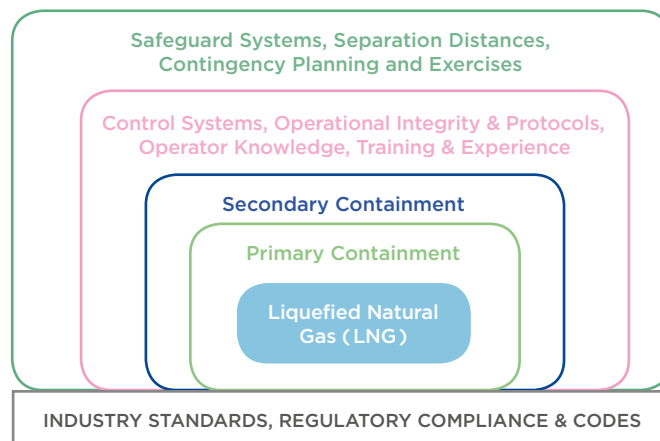 Safeguard Systems, Separation Distances,
Contingency Planning and Exercises
Control Systems, Operational Integrity & Protocols,
Operator Knowledge, Training & Experience
Secondary Containment
Primary Containment
Liquefied Natural
Gas (LNG)
INDUSTRY STANDARDS, REGULATORY COMPLIANCE & CODES